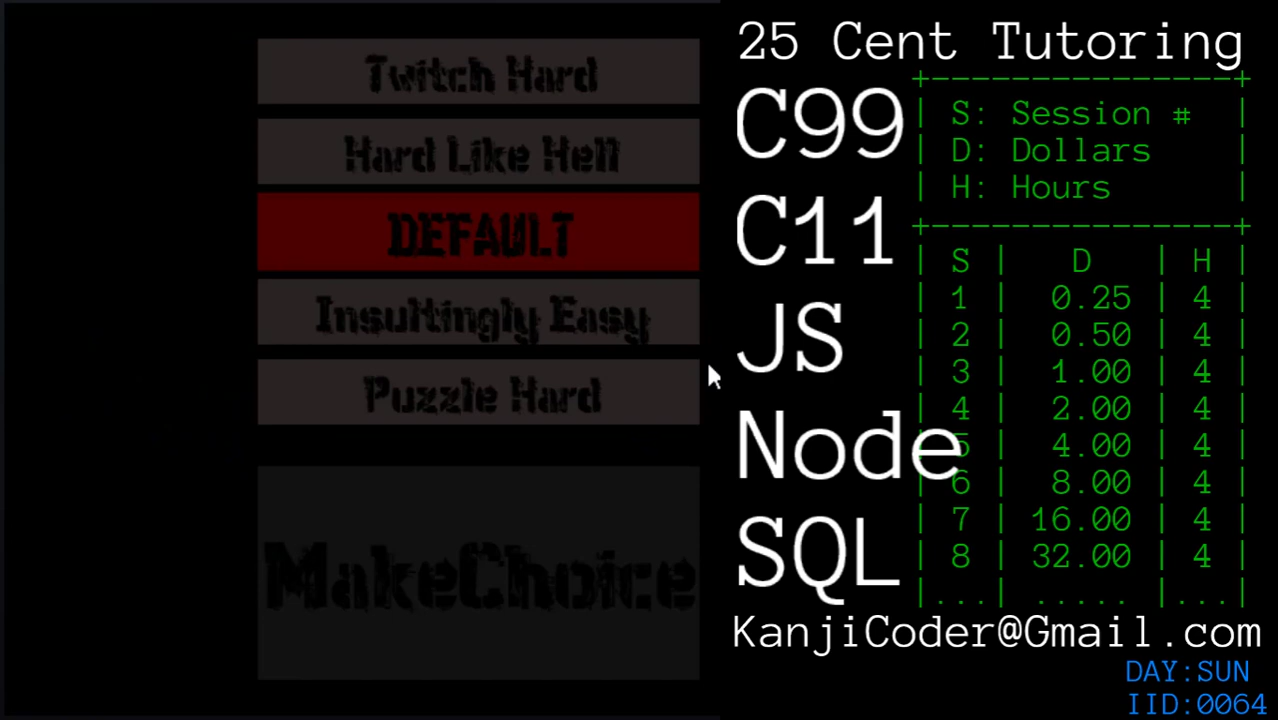 Twitch Hard
Hard Like Hell
DEFAULT
Insultingly Easy
Puzzle Hard
MakeChoice
25 Cent Tutoring
C99
C11
JS
Node
SQL
+---------------+
| S: Session # |
| D: Dollars |
| H: Hours |
+---------------+
| S | D | H |
| 1 | 0.25 | 4 |
| 2 | 0.50 | 4 |
| 3 | 1.00 | 4 |
| 4 | 2.00 | 4 |
| 5 | 4.00 | 4 |
| 6 | 8.00 | 4 |
| 7 | 16.00 | 4 |
| 8 | 32.00 | 4 |
|...| ..... |...|
KanjiCoder@Gmail.com
DAY:SUN
IID:0064